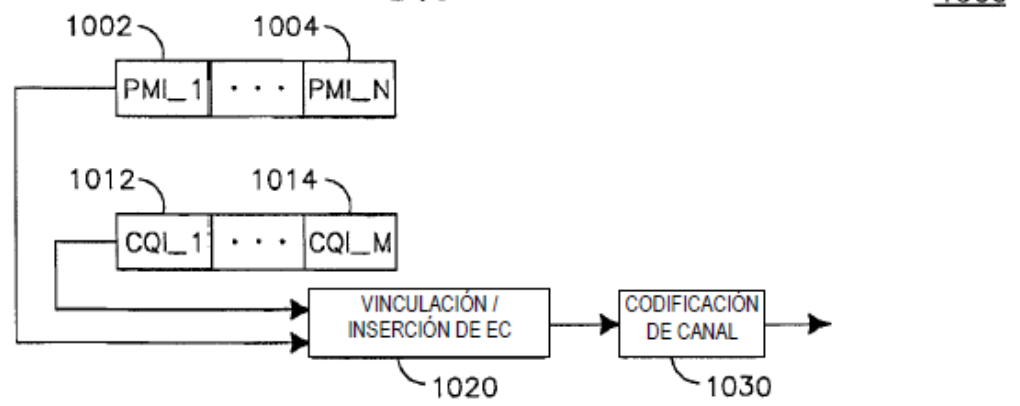 1002 1004
PMI_1 · · · PMI_N
1012 1014
CQI_1 · · · CQI_M
VINCULACIÓN / INSERCIÓN DE EC
CODIFICACIÓN DE CANAL
1020 1030